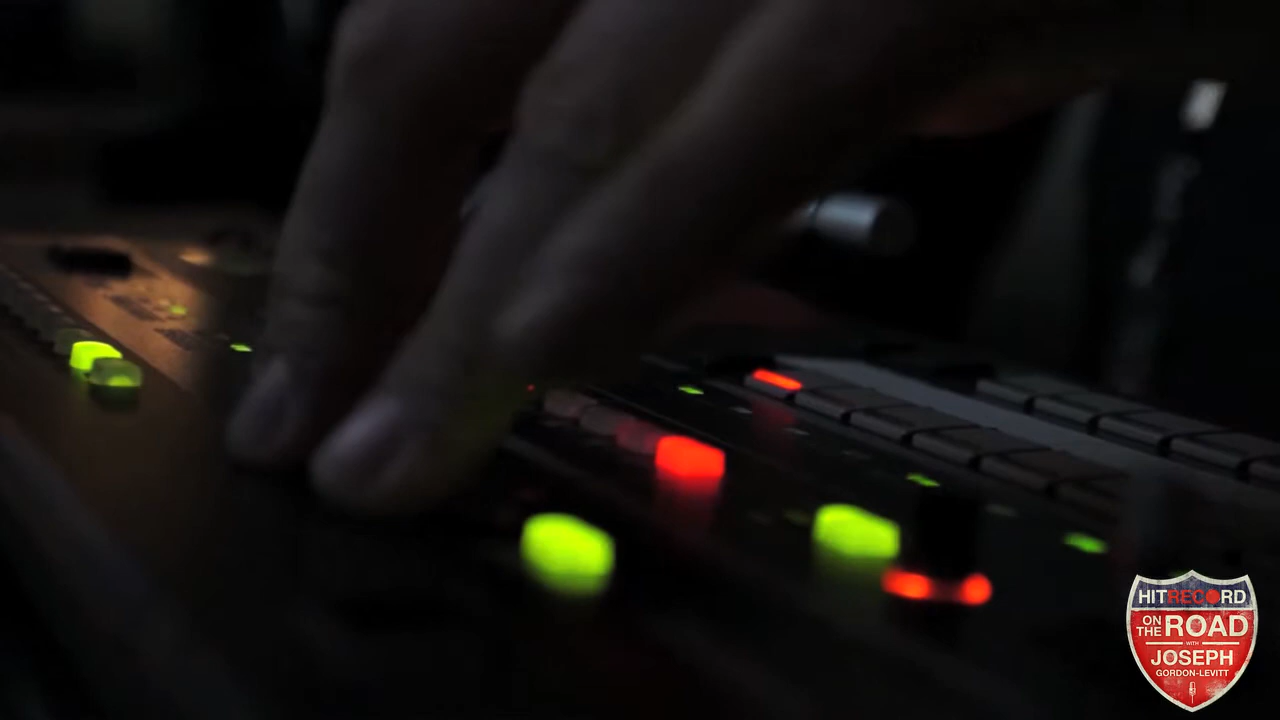 HITRECORD
ON
THE ROAD
WITH
JOSEPH
GORDON-LEVITT